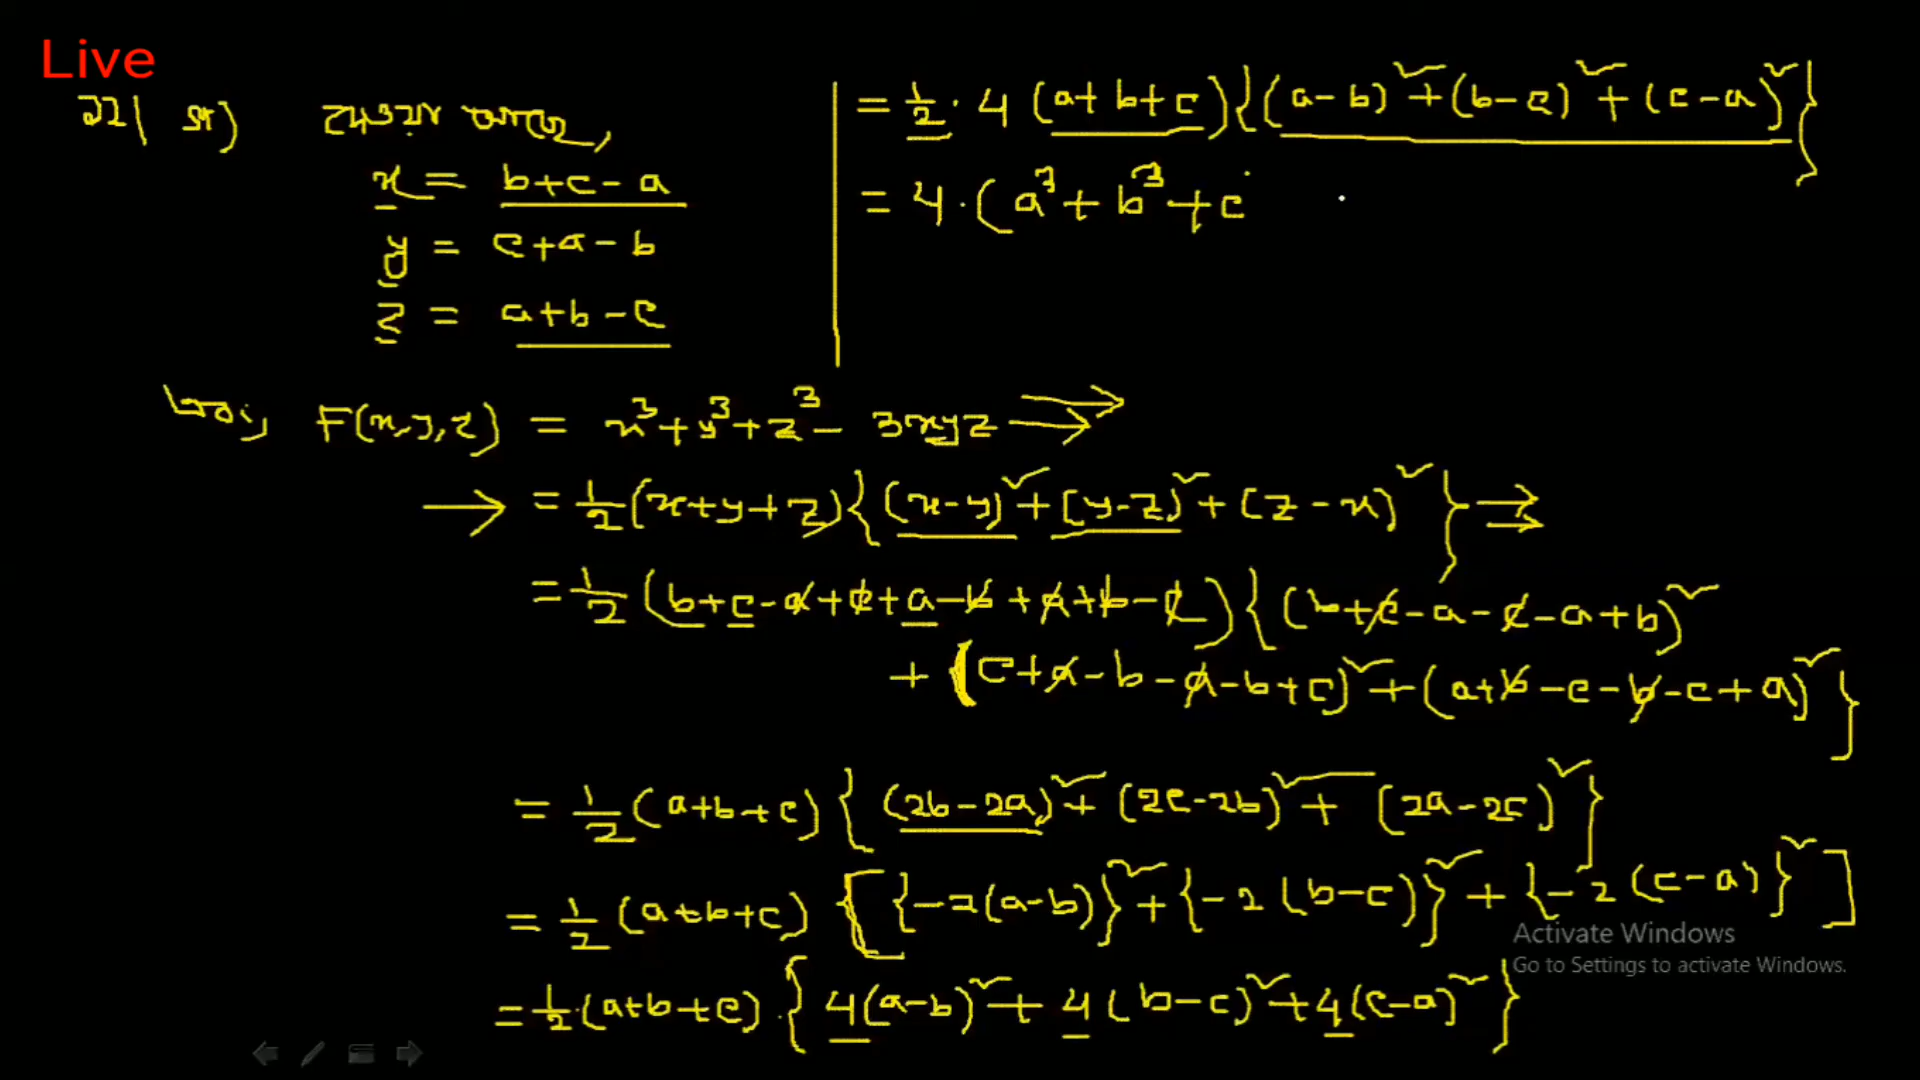 Live
২২। গ) দেওয়া আছে,
x = b+c-a
y = c+a-b
z = a+b-c
F(x,y,z) = x³+y³+z³-3xyz
→ = ½(x+y+z){(x-y)²+(y-z)²+(z-x)²}
= ½(b+c-a+c+a-b+a+b-c){(b+c-a-c-a+b)²
+ (c+a-b-a-b+c)²+(a+b-c-b-c+a)²}
= ½(a+b+c){(2b-2a)²+(2c-2b)²+(2a-2c)²}
= ½(a+b+c)[{-2(a-b)}²+{-2(b-c)}²+{-2(c-a)}²]
= ½·(a+b+c)·{4(a-b)²+4(b-c)²+4(c-a)²}
= ½·4(a+b+c){(a-b)²+(b-c)²+(c-a)²}
= 4·(a³+b³+c
Activate Windows
Go to Settings to activate Windows.